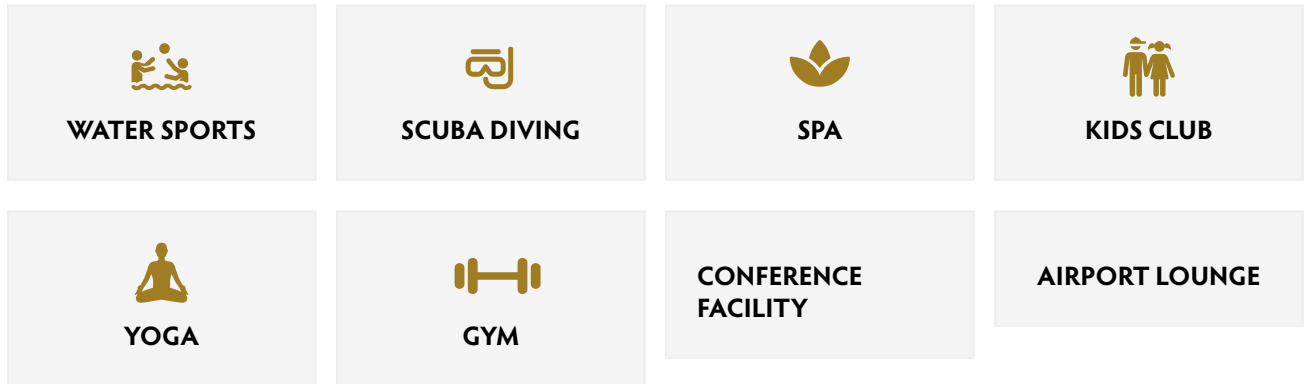 WATER SPORTS
SCUBA DIVING
SPA
KIDS CLUB
YOGA
GYM
CONFERENCE
FACILITY
AIRPORT LOUNGE